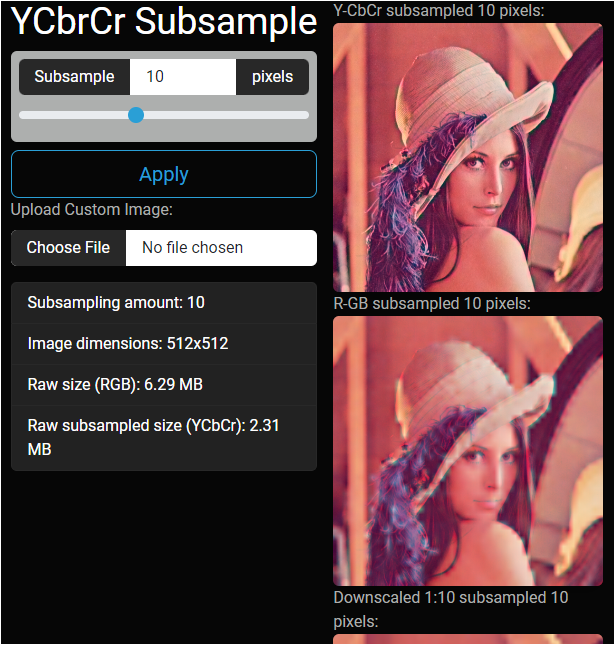 YCbrCr Subsample
Subsample 10 pixels
Apply
Upload Custom Image:
Choose File No file chosen
Subsampling amount: 10
Image dimensions: 512x512
Raw size (RGB): 6.29 MB
Raw subsampled size (YCbCr): 2.31
MB
Y-CbCr subsampled 10 pixels:
R-GB subsampled 10 pixels:
Downscaled 1:10 subsampled 10
pixels: